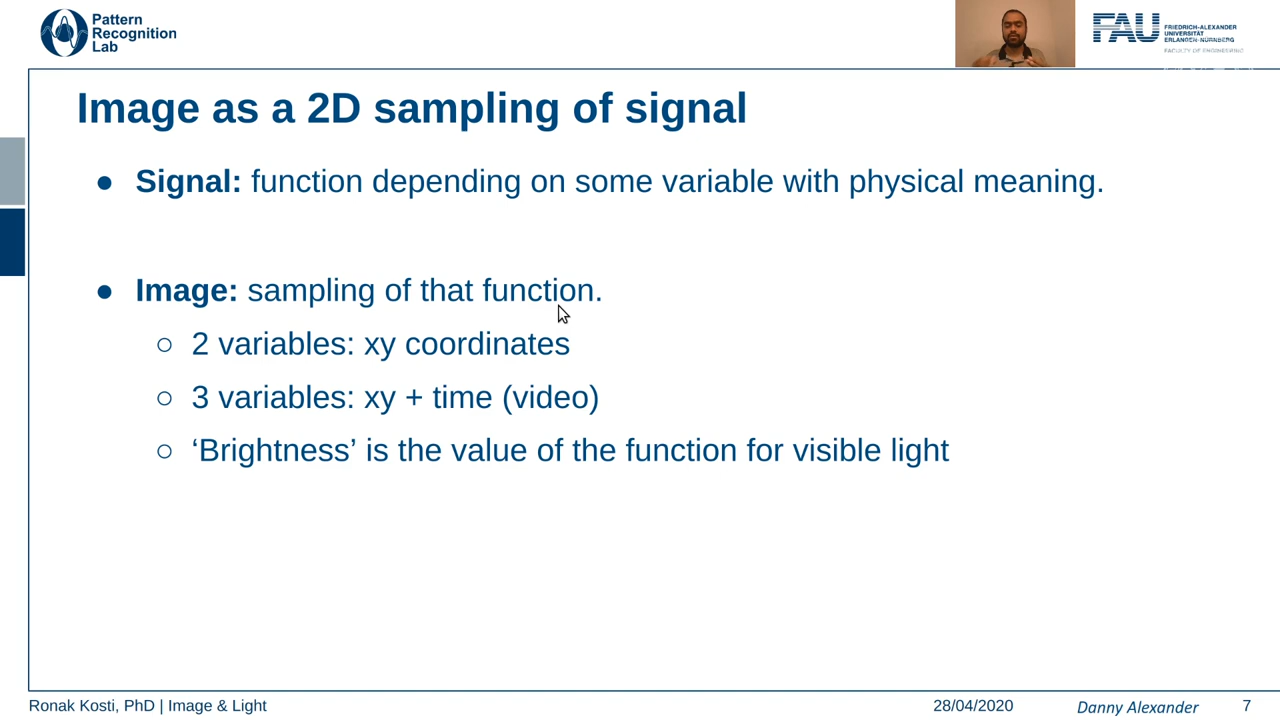 Pattern
Recognition
Lab
FAU
FRIEDRICH-ALEXANDER
UNIVERSITÄT
ERLANGEN-NÜRNBERG
FACULTY OF ENGINEERING
Image as a 2D sampling of signal
● Signal: function depending on some variable with physical meaning.
● Image: sampling of that function.
○ 2 variables: xy coordinates
○ 3 variables: xy + time (video)
○ ‘Brightness’ is the value of the function for visible light
Ronak Kosti, PhD | Image & Light
28/04/2020
Danny Alexander
7